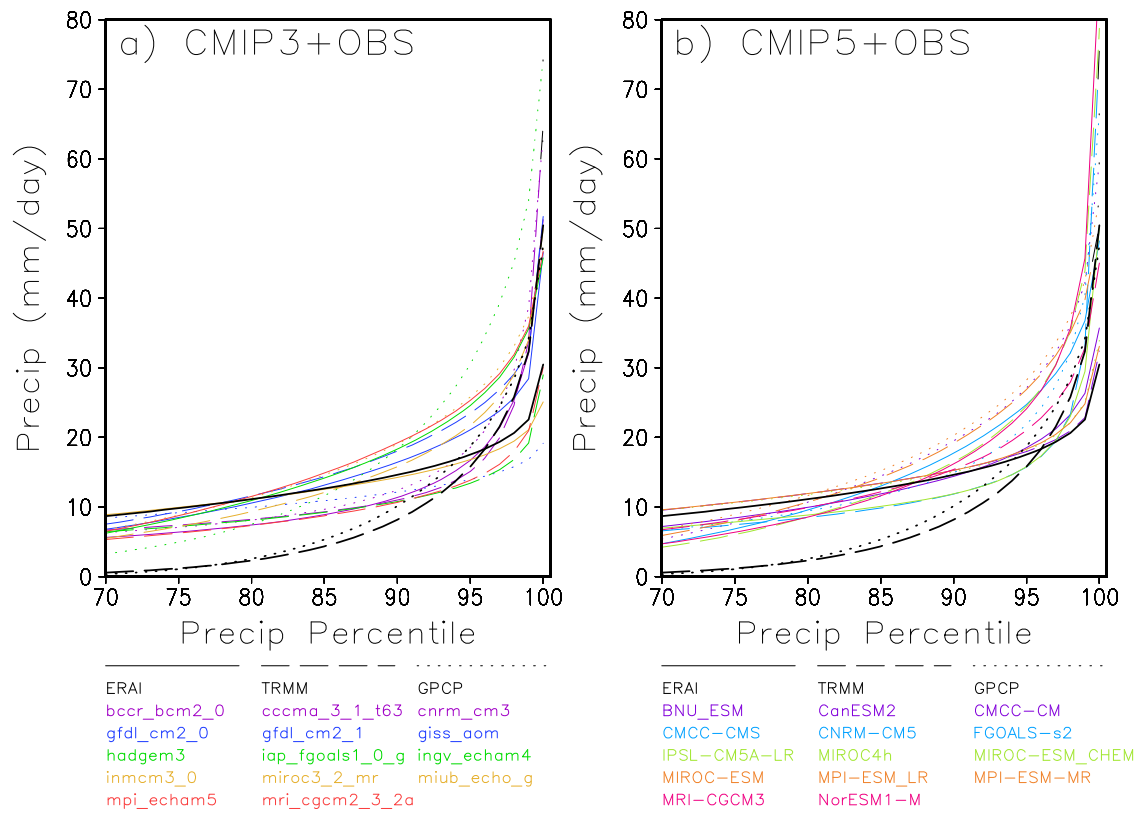 a) CMIP3+OBS
80
70
60
50
40
30
20
10
0
Precip (mm/day)
70 75 80 85 90 95 100
Precip Percentile
ERAI TRMM GPCP
bccr_bcm2_0 cccma_3_1_t63 cnrm_cm3
gfdl_cm2_0 gfdl_cm2_1 giss_aom
hadgem3 iap_fgoals1_0_g ingv_echam4
inmcm3_0 miroc3_2_mr miub_echo_g
mpi_echam5 mri_cgcm2_3_2a
b) CMIP5+OBS
80
70
60
50
40
30
20
10
0
Precip (mm/day)
70 75 80 85 90 95 100
Precip Percentile
ERAI TRMM GPCP
BNU_ESM CanESM2 CMCC-CM
CMCC-CMS CNRM-CM5 FGOALS-s2
IPSL-CM5A-LR MIROC4h MIROC-ESM_CHEM
MIROC-ESM MPI-ESM_LR MPI-ESM-MR
MRI-CGCM3 NorESM1-M